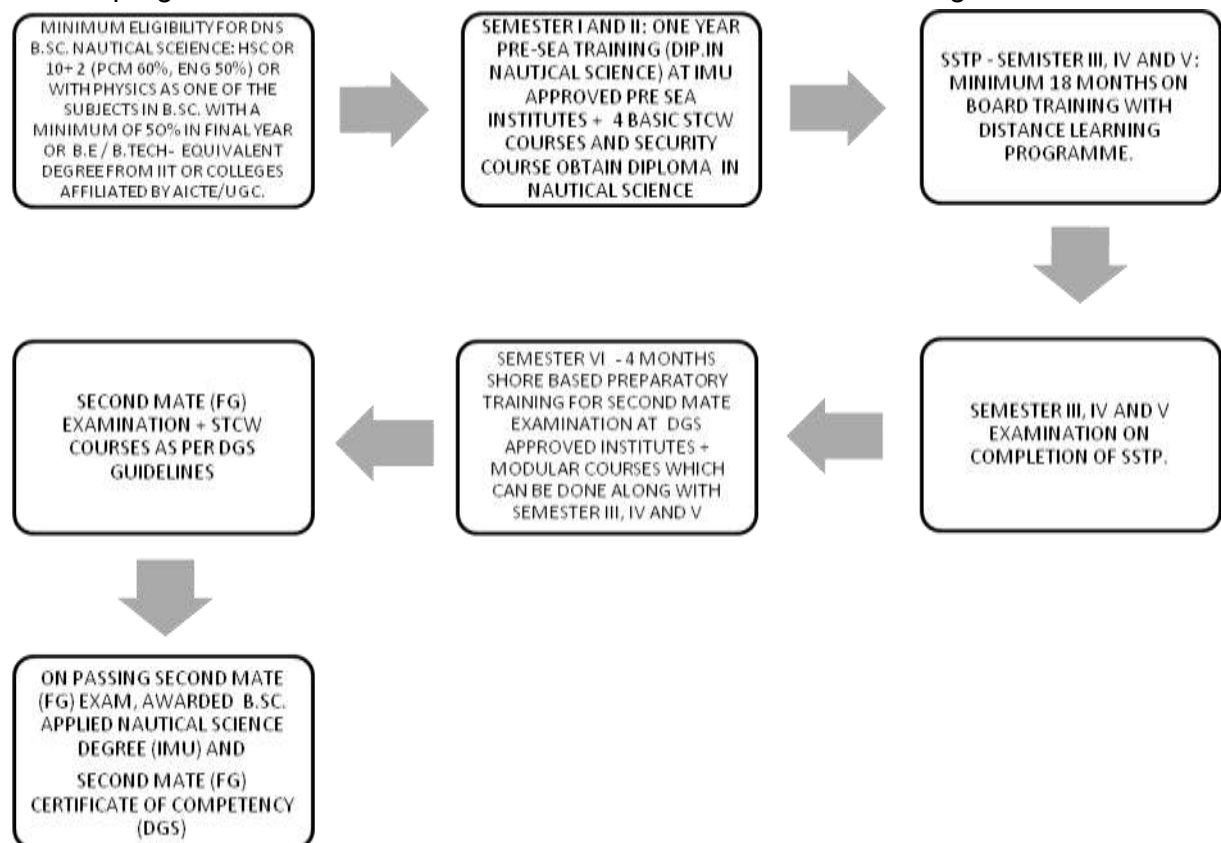 MINIMUM ELIGIBILITY FOR DNS
B.SC. NAUTICAL SCEIENCE: HSC OR
10+ 2 (PCM 60%, ENG 50%) OR
WITH PHYSICS AS ONE OF THE
SUBJECTS IN B.SC. WITH A
MINIMUM OF 50% IN FINAL YEAR
OR B.E / B.TECH- EQUIVALENT
DEGREE FROM IIT OR COLLEGES
AFFILIATED BY AICTE/UGC.
SEMESTER I AND II: ONE YEAR
PRE-SEA TRAINING (DIP.IN
NAUTICAL SCIENCE) AT IMU
APPROVED PRE SEA
INSTITUTES + 4 BASIC STCW
COURSES AND SECURITY
COURSE OBTAIN DIPLOMA IN
NAUTICAL SCIENCE
SSTP - SEMISTER III, IV AND V:
MINIMUM 18 MONTHS ON
BOARD TRAINING WITH
DISTANCE LEARNING
PROGRAMME.
SEMESTER III, IV AND V
EXAMINATION ON
COMPLETION OF SSTP.
SEMESTER VI - 4 MONTHS
SHORE BASED PREPARATORY
TRAINING FOR SECOND MATE
EXAMINATION AT DGS
APPROVED INSTITUTES +
MODULAR COURSES WHICH
CAN BE DONE ALONG WITH
SEMESTER III, IV AND V
SECOND MATE (FG)
EXAMINATION + STCW
COURSES AS PER DGS
GUIDELINES
ON PASSING SECOND MATE
(FG) EXAM, AWARDED B.SC.
APPLIED NAUTICAL SCIENCE
DEGREE (IMU) AND
SECOND MATE (FG)
CERTIFICATE OF COMPETENCY
(DGS)